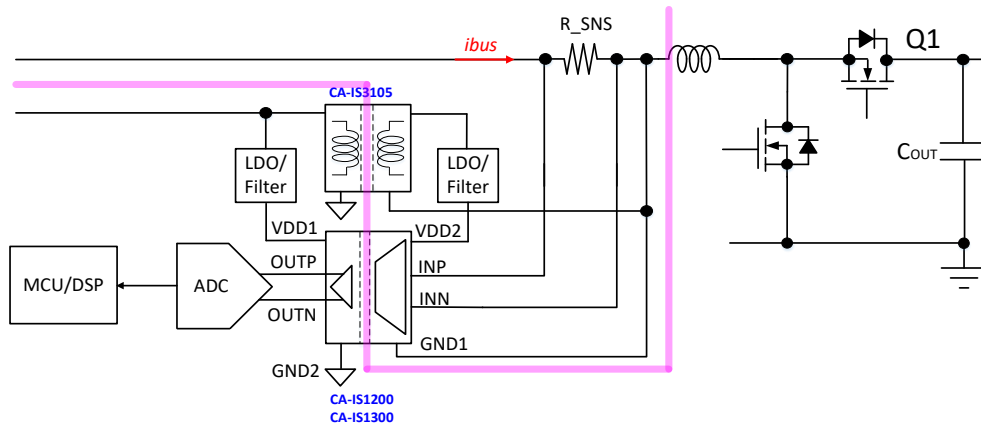 R_SNS
ibus
Q1
CA-IS3105
LDO/
Filter
LDO/
Filter
COUT
VDD1
VDD2
MCU/DSP
ADC
OUTP
OUTN
INP
INN
GND1
GND2
CA-IS1200
CA-IS1300